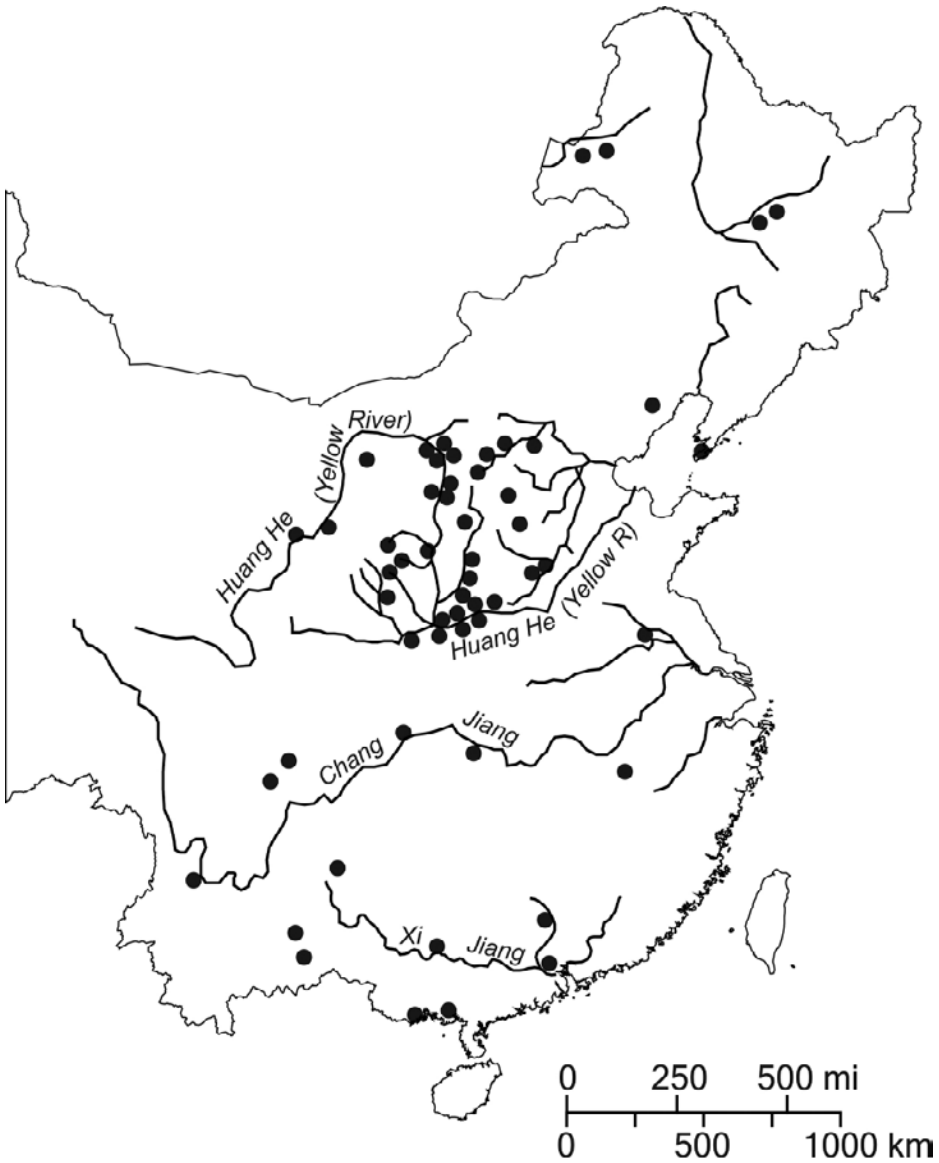 River)
(Yellow
Huang He
(Yellow R)
Huang He
Jiang
Chang
Xi
Jiang
0 250 500 mi
0 500 1000 km